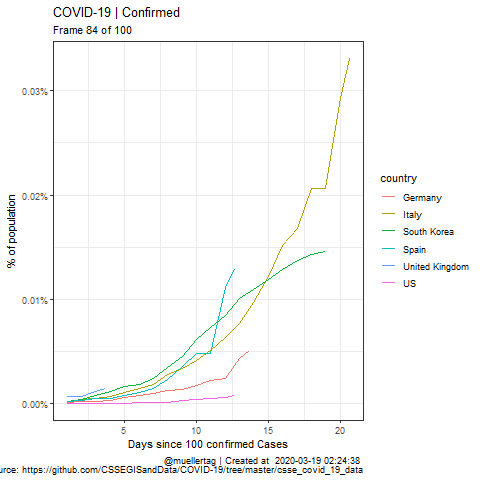 COVID-19 | Confirmed
Frame 84 of 100
0.03%
0.02%
0.01%
0.00%
% of population
5
10
15
20
Days since 100 confirmed Cases
country
Germany
Italy
South Korea
Spain
United Kingdom
US
@muellertag | Created at 2020-03-19 02:24:38
urce: https://github.com/CSSEGISandData/COVID-19/tree/master/csse_covid_19_data